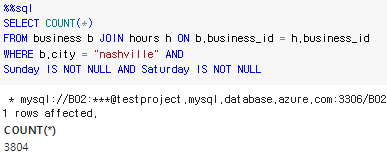 %%sql
SELECT COUNT(*)
FROM business b JOIN hours h ON b.business_id = h.business_id
WHERE b.city = "nashville" AND
Sunday IS NOT NULL AND Saturday IS NOT NULL
* mysql://B02:***@testproject.mysql.database.azure.com:3306/B02
1 rows affected.
COUNT(*)
3804